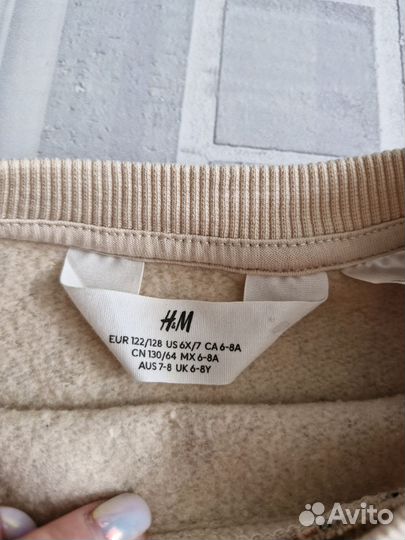 H&M
EUR 122/128 US 6X/7 CA 6-8A
CN 130/64 MX 6-8A
AUS 7-8 UK 6-8Y
Avito